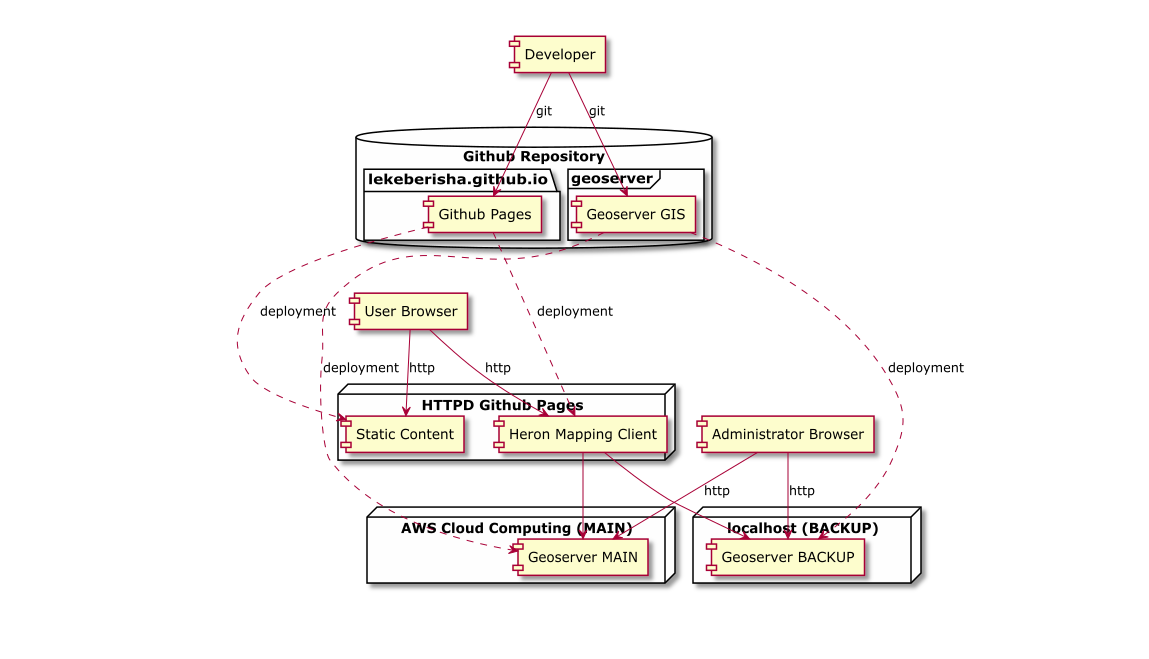 Developer
git
git
Github Repository
lekeberisha.github.io
geoserver
Github Pages
Geoserver GIS
deployment
User Browser
deployment
deployment
http
http
deployment
HTTPD Github Pages
Static Content
Heron Mapping Client
Administrator Browser
http
http
AWS Cloud Computing (MAIN)
localhost (BACKUP)
Geoserver MAIN
Geoserver BACKUP